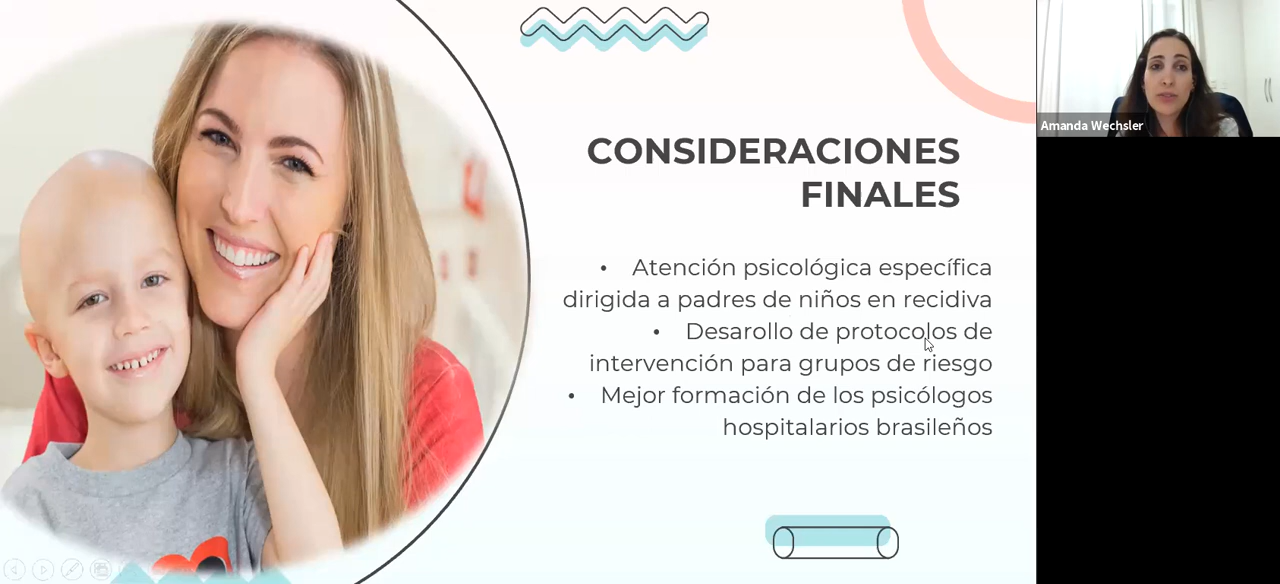 CONSIDERACIONES
FINALES
• Atención psicológica específica
dirigida a padres de niños en recidiva
• Desarollo de protocolos de
intervención para grupos de riesgo
• Mejor formación de los psicólogos
hospitalarios brasileños
Amanda Wechsler